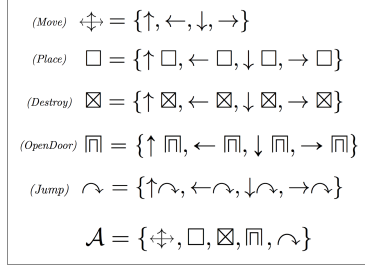 (Move) ✥ = {↑, ←, ↓, →}
(Place) □ = {↑ □, ← □, ↓ □, → □}
(Destroy) ⊠ = {↑ ⊠, ← ⊠, ↓ ⊠, → ⊠}
(OpenDoor) 🚪 = {↑ 🚪, ← 🚪, ↓ 🚪, → 🚪}
(Jump) ↷ = {↑↷, ←↷, ↓↷, →↷}
𝒜 = {✥, □, ⊠, 🚪, ↷}